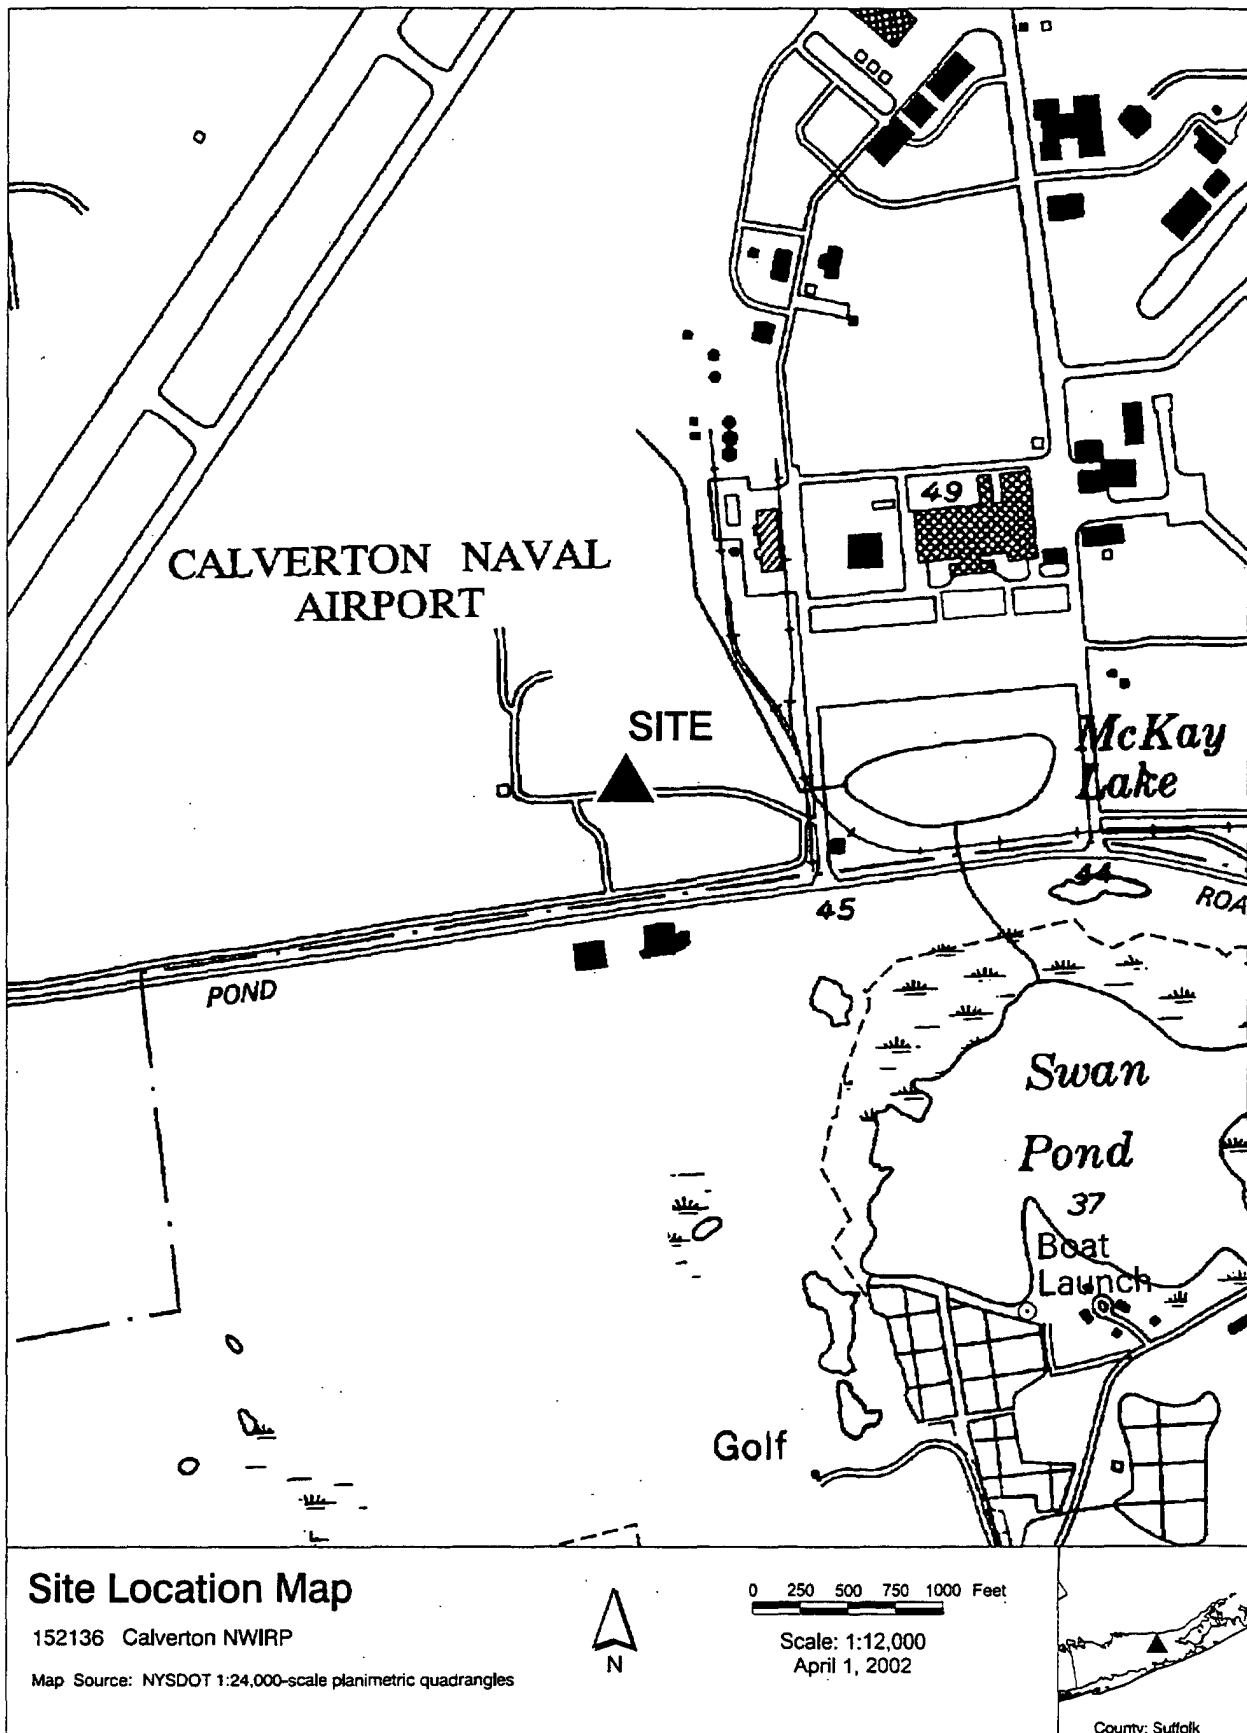 49
CALVERTON NAVAL
AIRPORT
SITE
McKay
Lake
44
45
ROA
POND
Swan
Pond
37
Boat
Launch
Golf
Site Location Map
152136 Calverton NWIRP
Map Source: NYSDOT 1:24,000-scale planimetric quadrangles
N
0 250 500 750 1000 Feet
Scale: 1:12,000
April 1, 2002
County: Suffolk